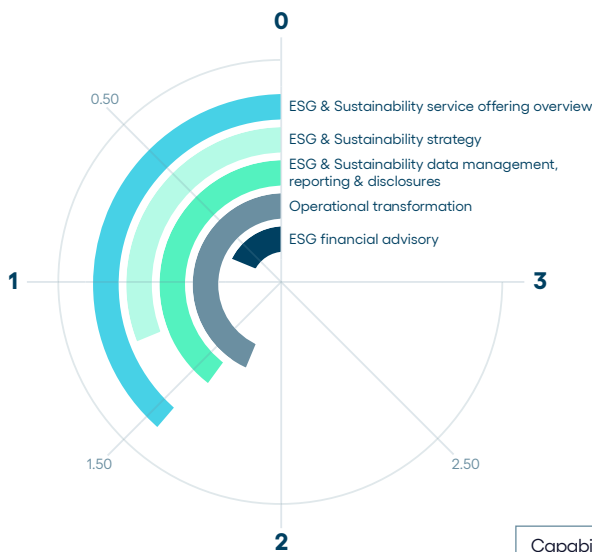 0
0.50
ESG & Sustainability service offering overview
ESG & Sustainability strategy
ESG & Sustainability data management,
reporting & disclosures
Operational transformation
ESG financial advisory
1
3
1.50
2.50
2